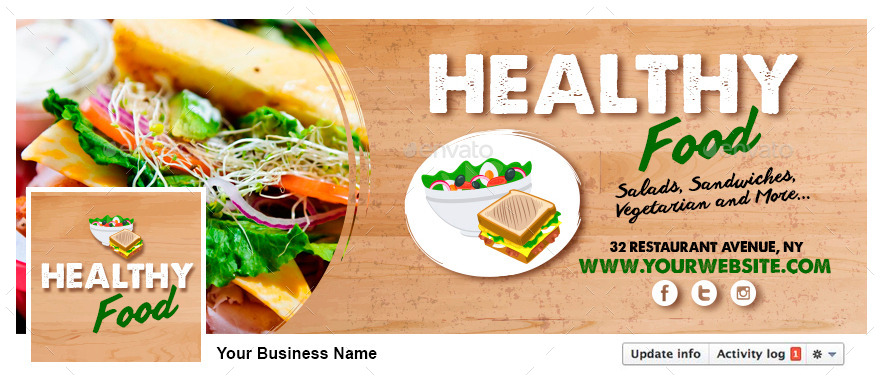 HEALTHY
Food
Salads, Sandwiches,
Vegetarian and More...
32 RESTAURANT AVENUE, NY
WWW.YOURWEBSITE.COM
HEALTHY
Food
Your Business Name
Update info
Activity log 1
envato